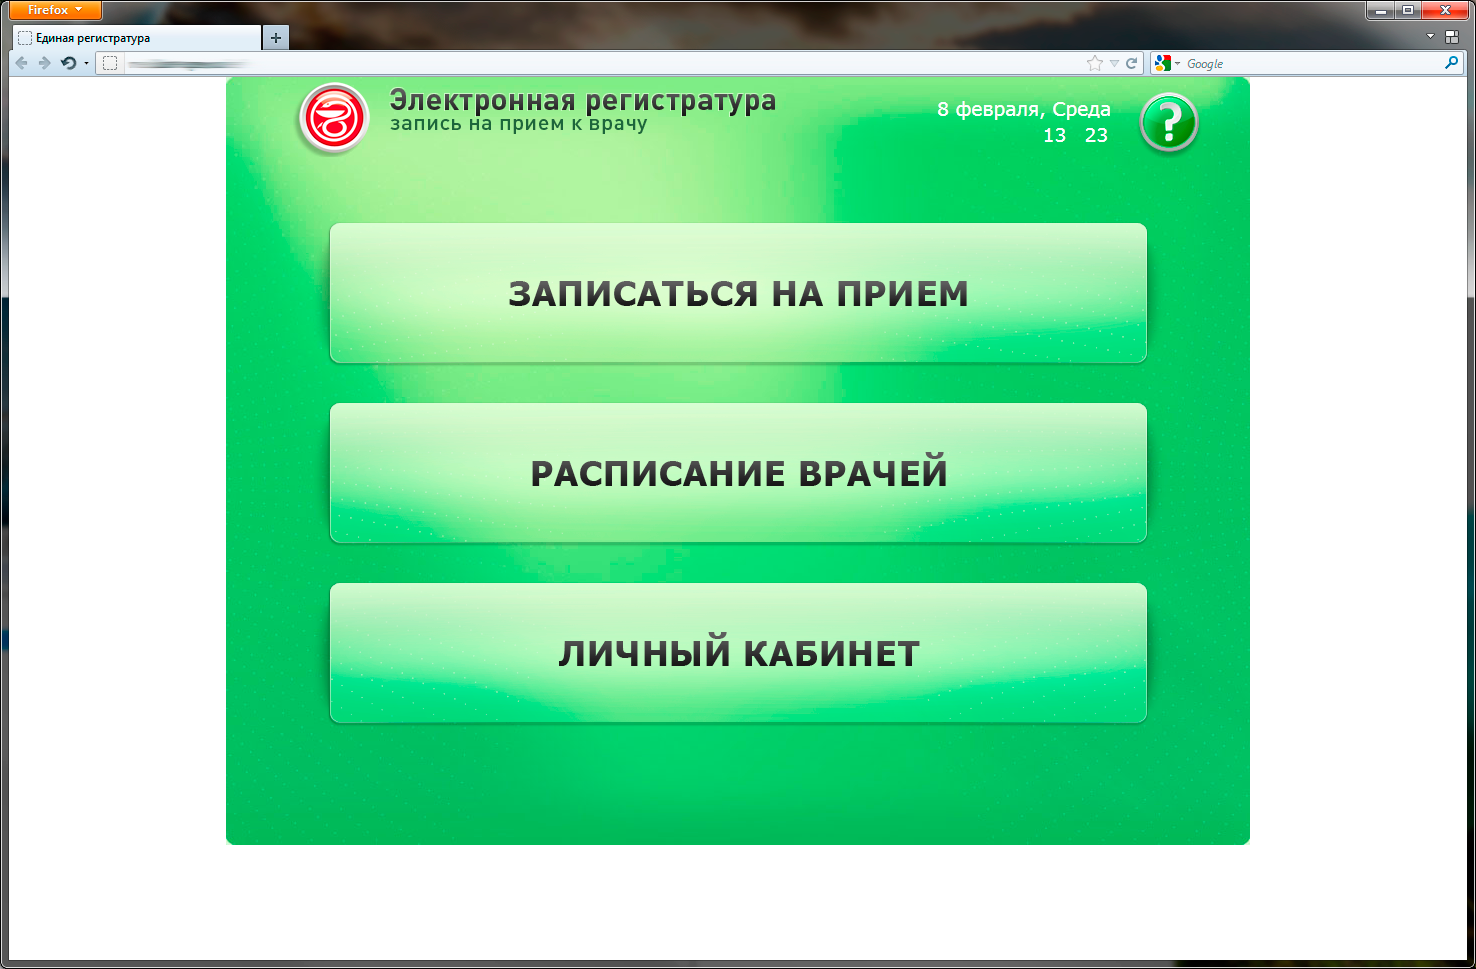 Firefox
Единая регистратура
Google
Электронная регистратура
запись на прием к врачу
8 февраля, Среда
13 23
?
ЗАПИСАТЬСЯ НА ПРИЕМ
РАСПИСАНИЕ ВРАЧЕЙ
ЛИЧНЫЙ КАБИНЕТ